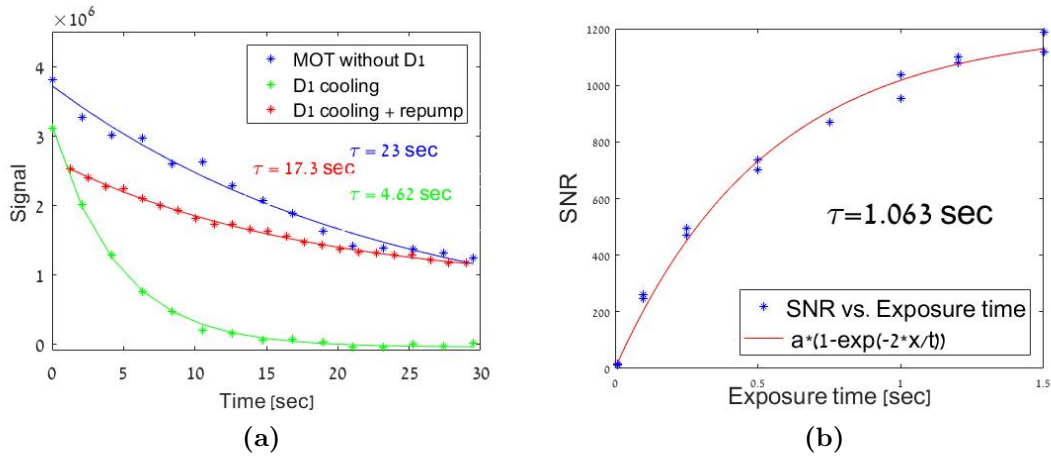 ×10⁶
4
3
2
1
0
Signal
* MOT without D1
* D1 cooling
* D1 cooling + repump
τ = 23 sec
τ = 17.3 sec
τ = 4.62 sec
0 5 10 15 20 25 30
Time [sec]
(a)
1200
1000
800
600
400
200
0
SNR
τ=1.063 sec
* SNR vs. Exposure time
a*(1-exp(-2*x/t))
0 0.5 1 1.5
Exposure time [sec]
(b)